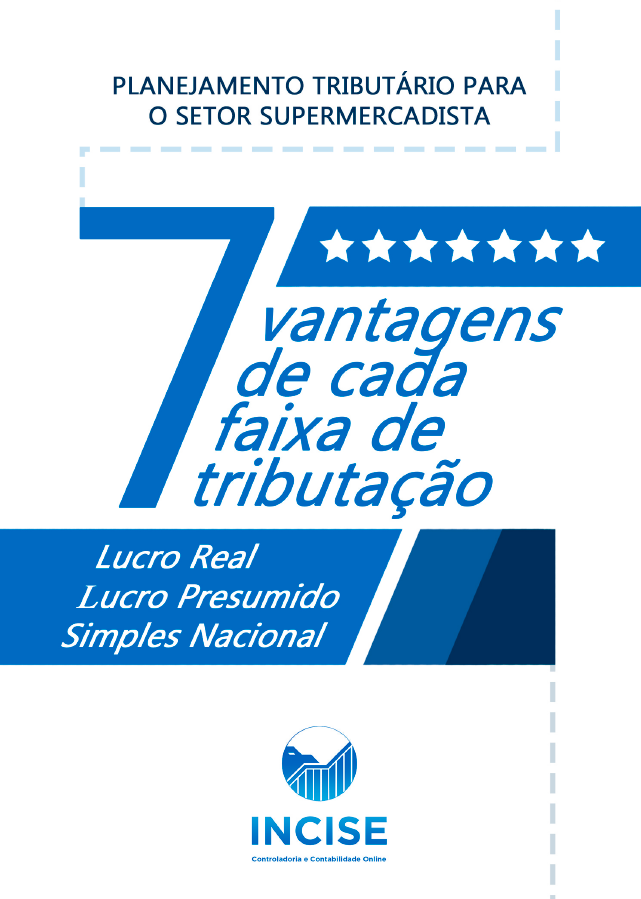 PLANEJAMENTO TRIBUTÁRIO PARA
O SETOR SUPERMERCADISTA
7
vantagens
de cada
faixa de
tributação
Lucro Real
Lucro Presumido
Simples Nacional
INCISE
Controladoria e Contabilidade Online